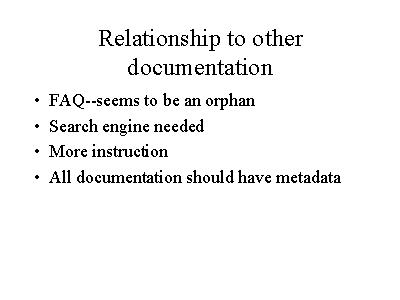 Relationship to other
documentation
• FAQ--seems to be an orphan
• Search engine needed
• More instruction
• All documentation should have metadata